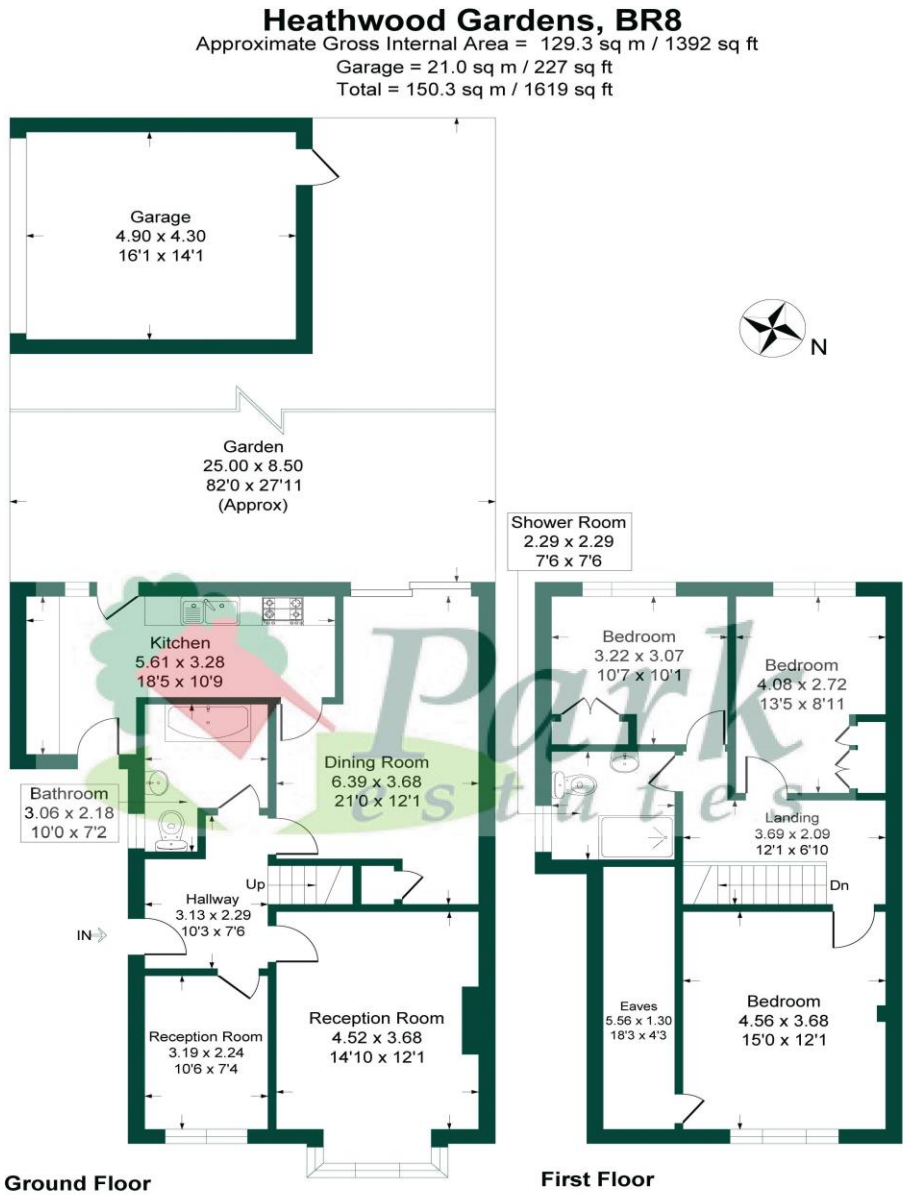 Heathwood Gardens, BR8
Approximate Gross Internal Area = 129.3 sq m / 1392 sq ft
Garage = 21.0 sq m / 227 sq ft
Total = 150.3 sq m / 1619 sq ft
Garage
4.90 x 4.30
16'1 x 14'1
N
Garden
25.00 x 8.50
82'0 x 27'11
(Approx)
Shower Room
2.29 x 2.29
7'6 x 7'6
Kitchen
5.61 x 3.28
18'5 x 10'9
Bedroom
3.22 x 3.07
10'7 x 10'1
Bedroom
4.08 x 2.72
13'5 x 8'11
Park
estates
Dining Room
6.39 x 3.68
21'0 x 12'1
Bathroom
3.06 x 2.18
10'0 x 7'2
Landing
3.69 x 2.09
12'1 x 6'10
Up
Dn
Hallway
3.13 x 2.29
10'3 x 7'6
IN
Reception Room
3.19 x 2.24
10'6 x 7'4
Reception Room
4.52 x 3.68
14'10 x 12'1
Eaves
5.56 x 1.30
18'3 x 4'3
Bedroom
4.56 x 3.68
15'0 x 12'1
Ground Floor
First Floor